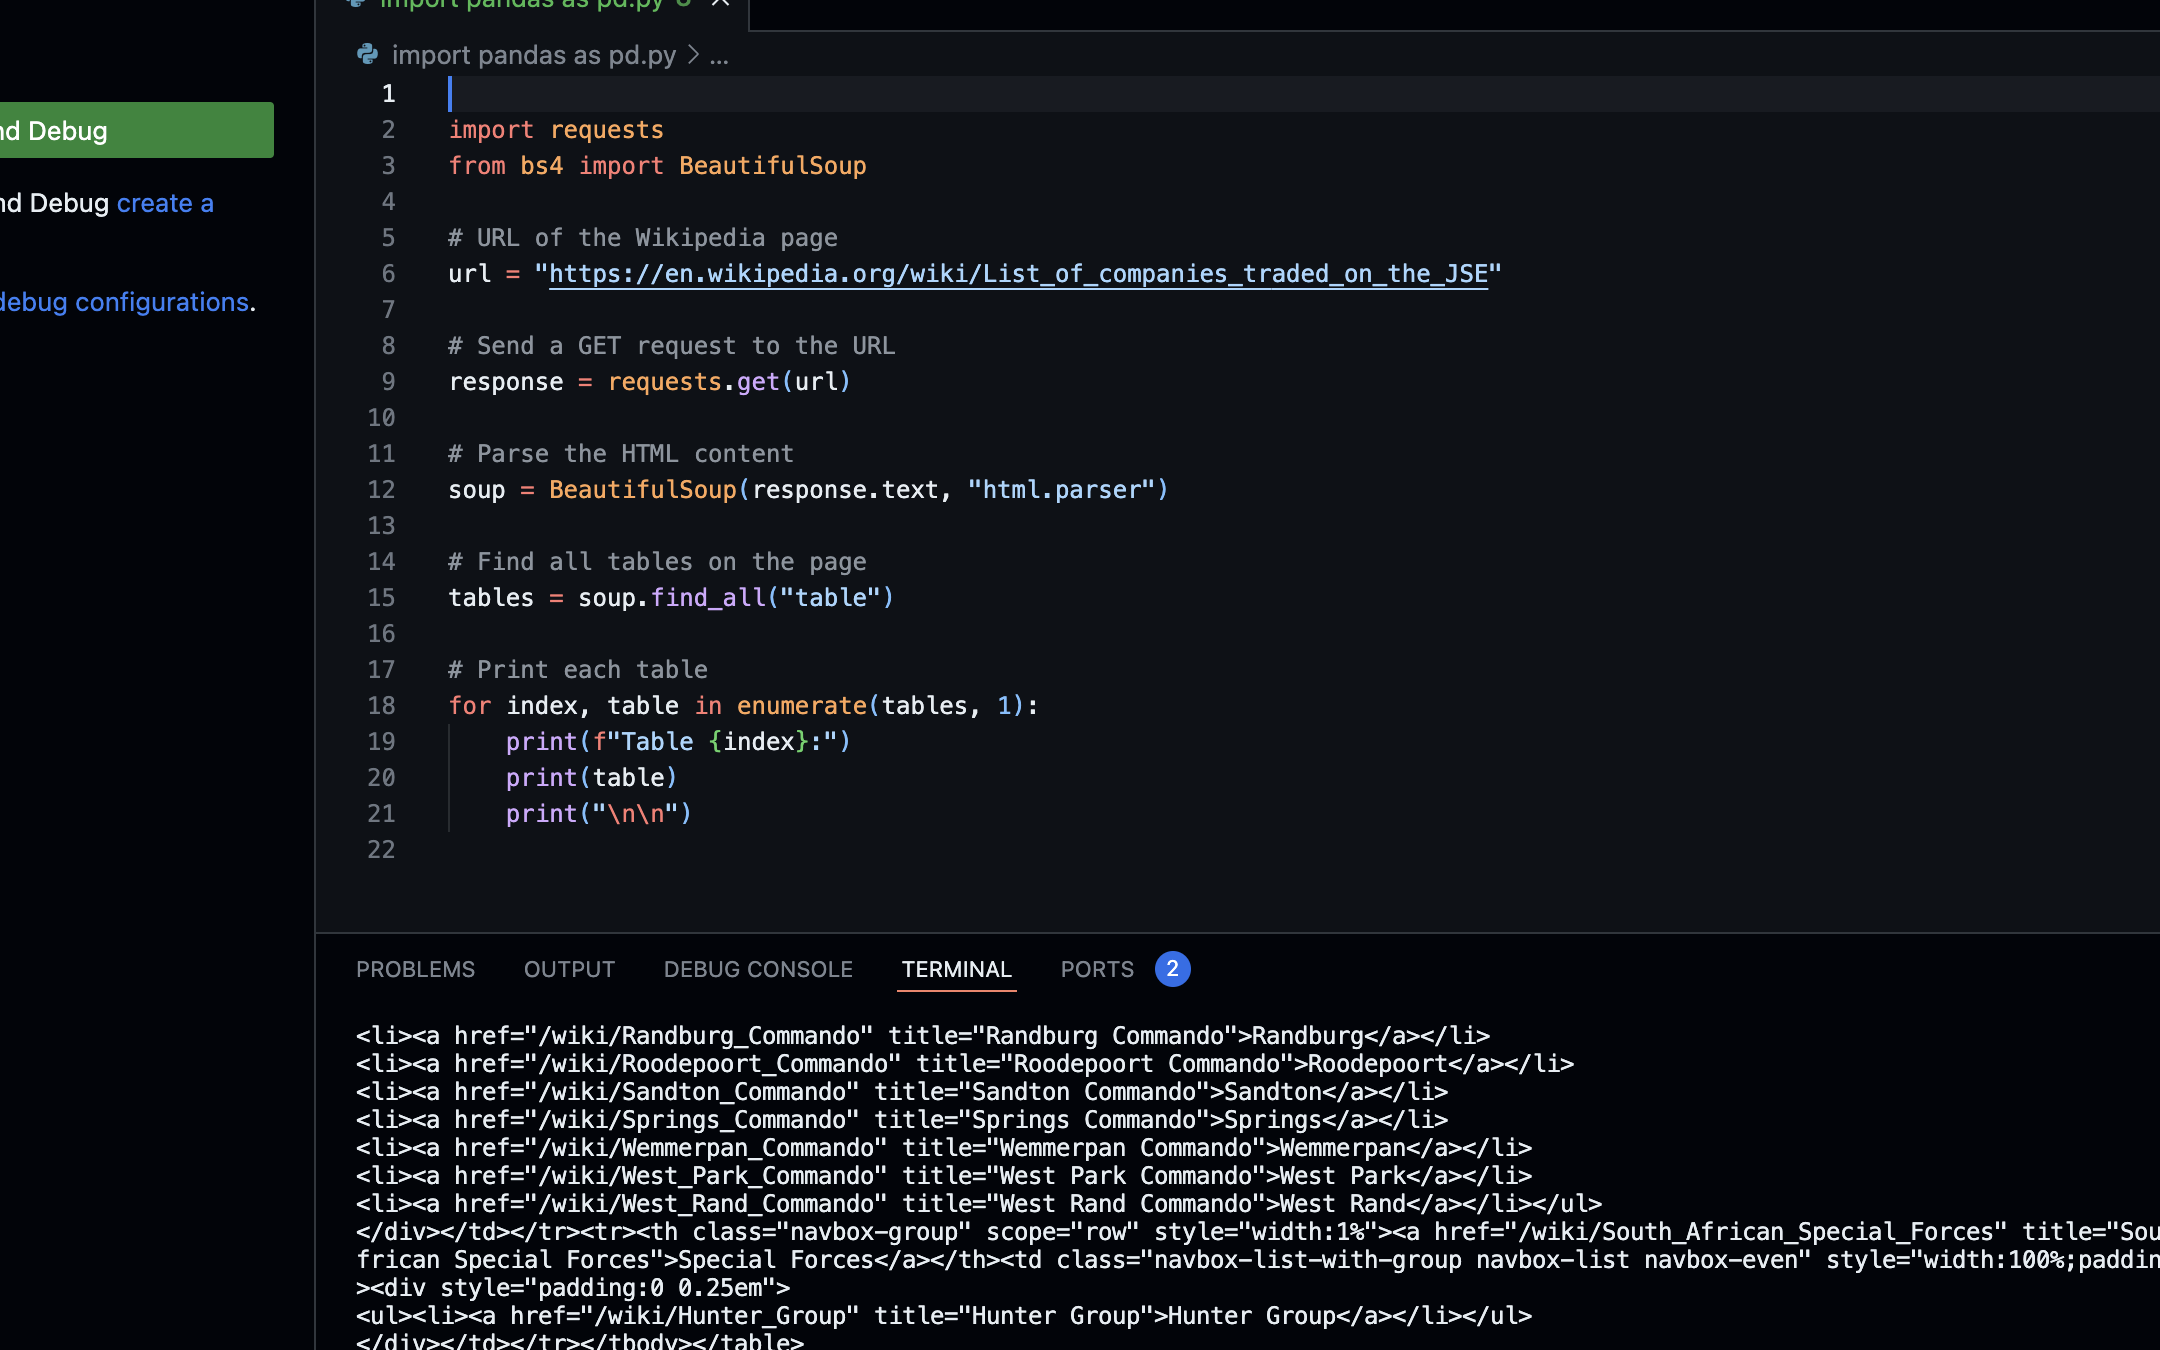 import pandas as pd.py
import pandas as pd.py > ...
nd Debug
nd Debug create a
debug configurations.
1
2 import requests
3 from bs4 import BeautifulSoup
4
5 # URL of the Wikipedia page
6 url = "https://en.wikipedia.org/wiki/List_of_companies_traded_on_the_JSE"
7
8 # Send a GET request to the URL
9 response = requests.get(url)
10
11 # Parse the HTML content
12 soup = BeautifulSoup(response.text, "html.parser")
13
14 # Find all tables on the page
15 tables = soup.find_all("table")
16
17 # Print each table
18 for index, table in enumerate(tables, 1):
19     print(f"Table {index}:")
20     print(table)
21     print("\n\n")
22
PROBLEMS OUTPUT DEBUG CONSOLE TERMINAL PORTS 2
<li><a href="/wiki/Randburg_Commando" title="Randburg Commando">Randburg</a></li>
<li><a href="/wiki/Roodepoort_Commando" title="Roodepoort Commando">Roodepoort</a></li>
<li><a href="/wiki/Sandton_Commando" title="Sandton Commando">Sandton</a></li>
<li><a href="/wiki/Springs_Commando" title="Springs Commando">Springs</a></li>
<li><a href="/wiki/Wemmerpan_Commando" title="Wemmerpan Commando">Wemmerpan</a></li>
<li><a href="/wiki/West_Park_Commando" title="West Park Commando">West Park</a></li>
<li><a href="/wiki/West_Rand_Commando" title="West Rand Commando">West Rand</a></li></ul>
</div></td></tr><tr><th class="navbox-group" scope="row" style="width:1%"><a href="/wiki/South_African_Special_Forces" title="Sou
frican Special Forces">Special Forces</a></th><td class="navbox-list-with-group navbox-list navbox-even" style="width:100%;paddin
><div style="padding:0 0.25em">
<ul><li><a href="/wiki/Hunter_Group" title="Hunter Group">Hunter Group</a></li></ul>
</div></td></tr></tbody></table>